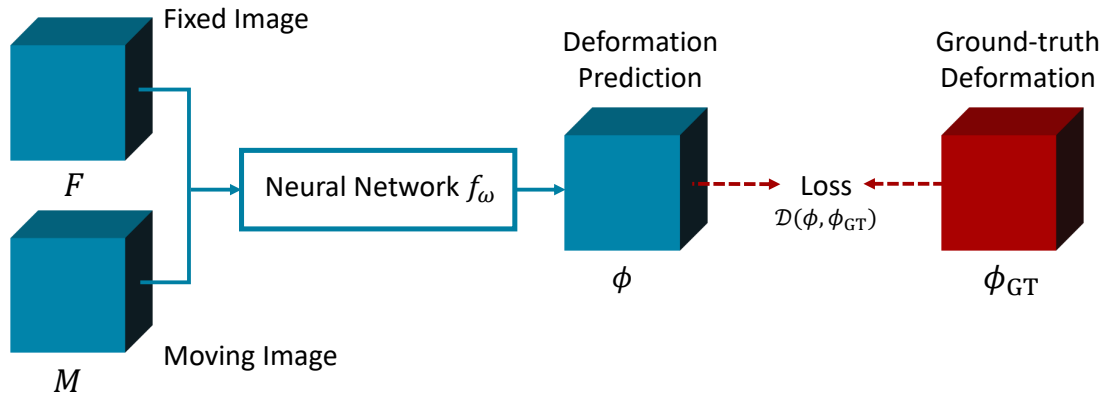 Fixed Image
F
Moving Image
M
Neural Network f_ω
Deformation
Prediction
ϕ
Loss
𝒟(ϕ, ϕ_GT)
Ground-truth
Deformation
ϕ_GT